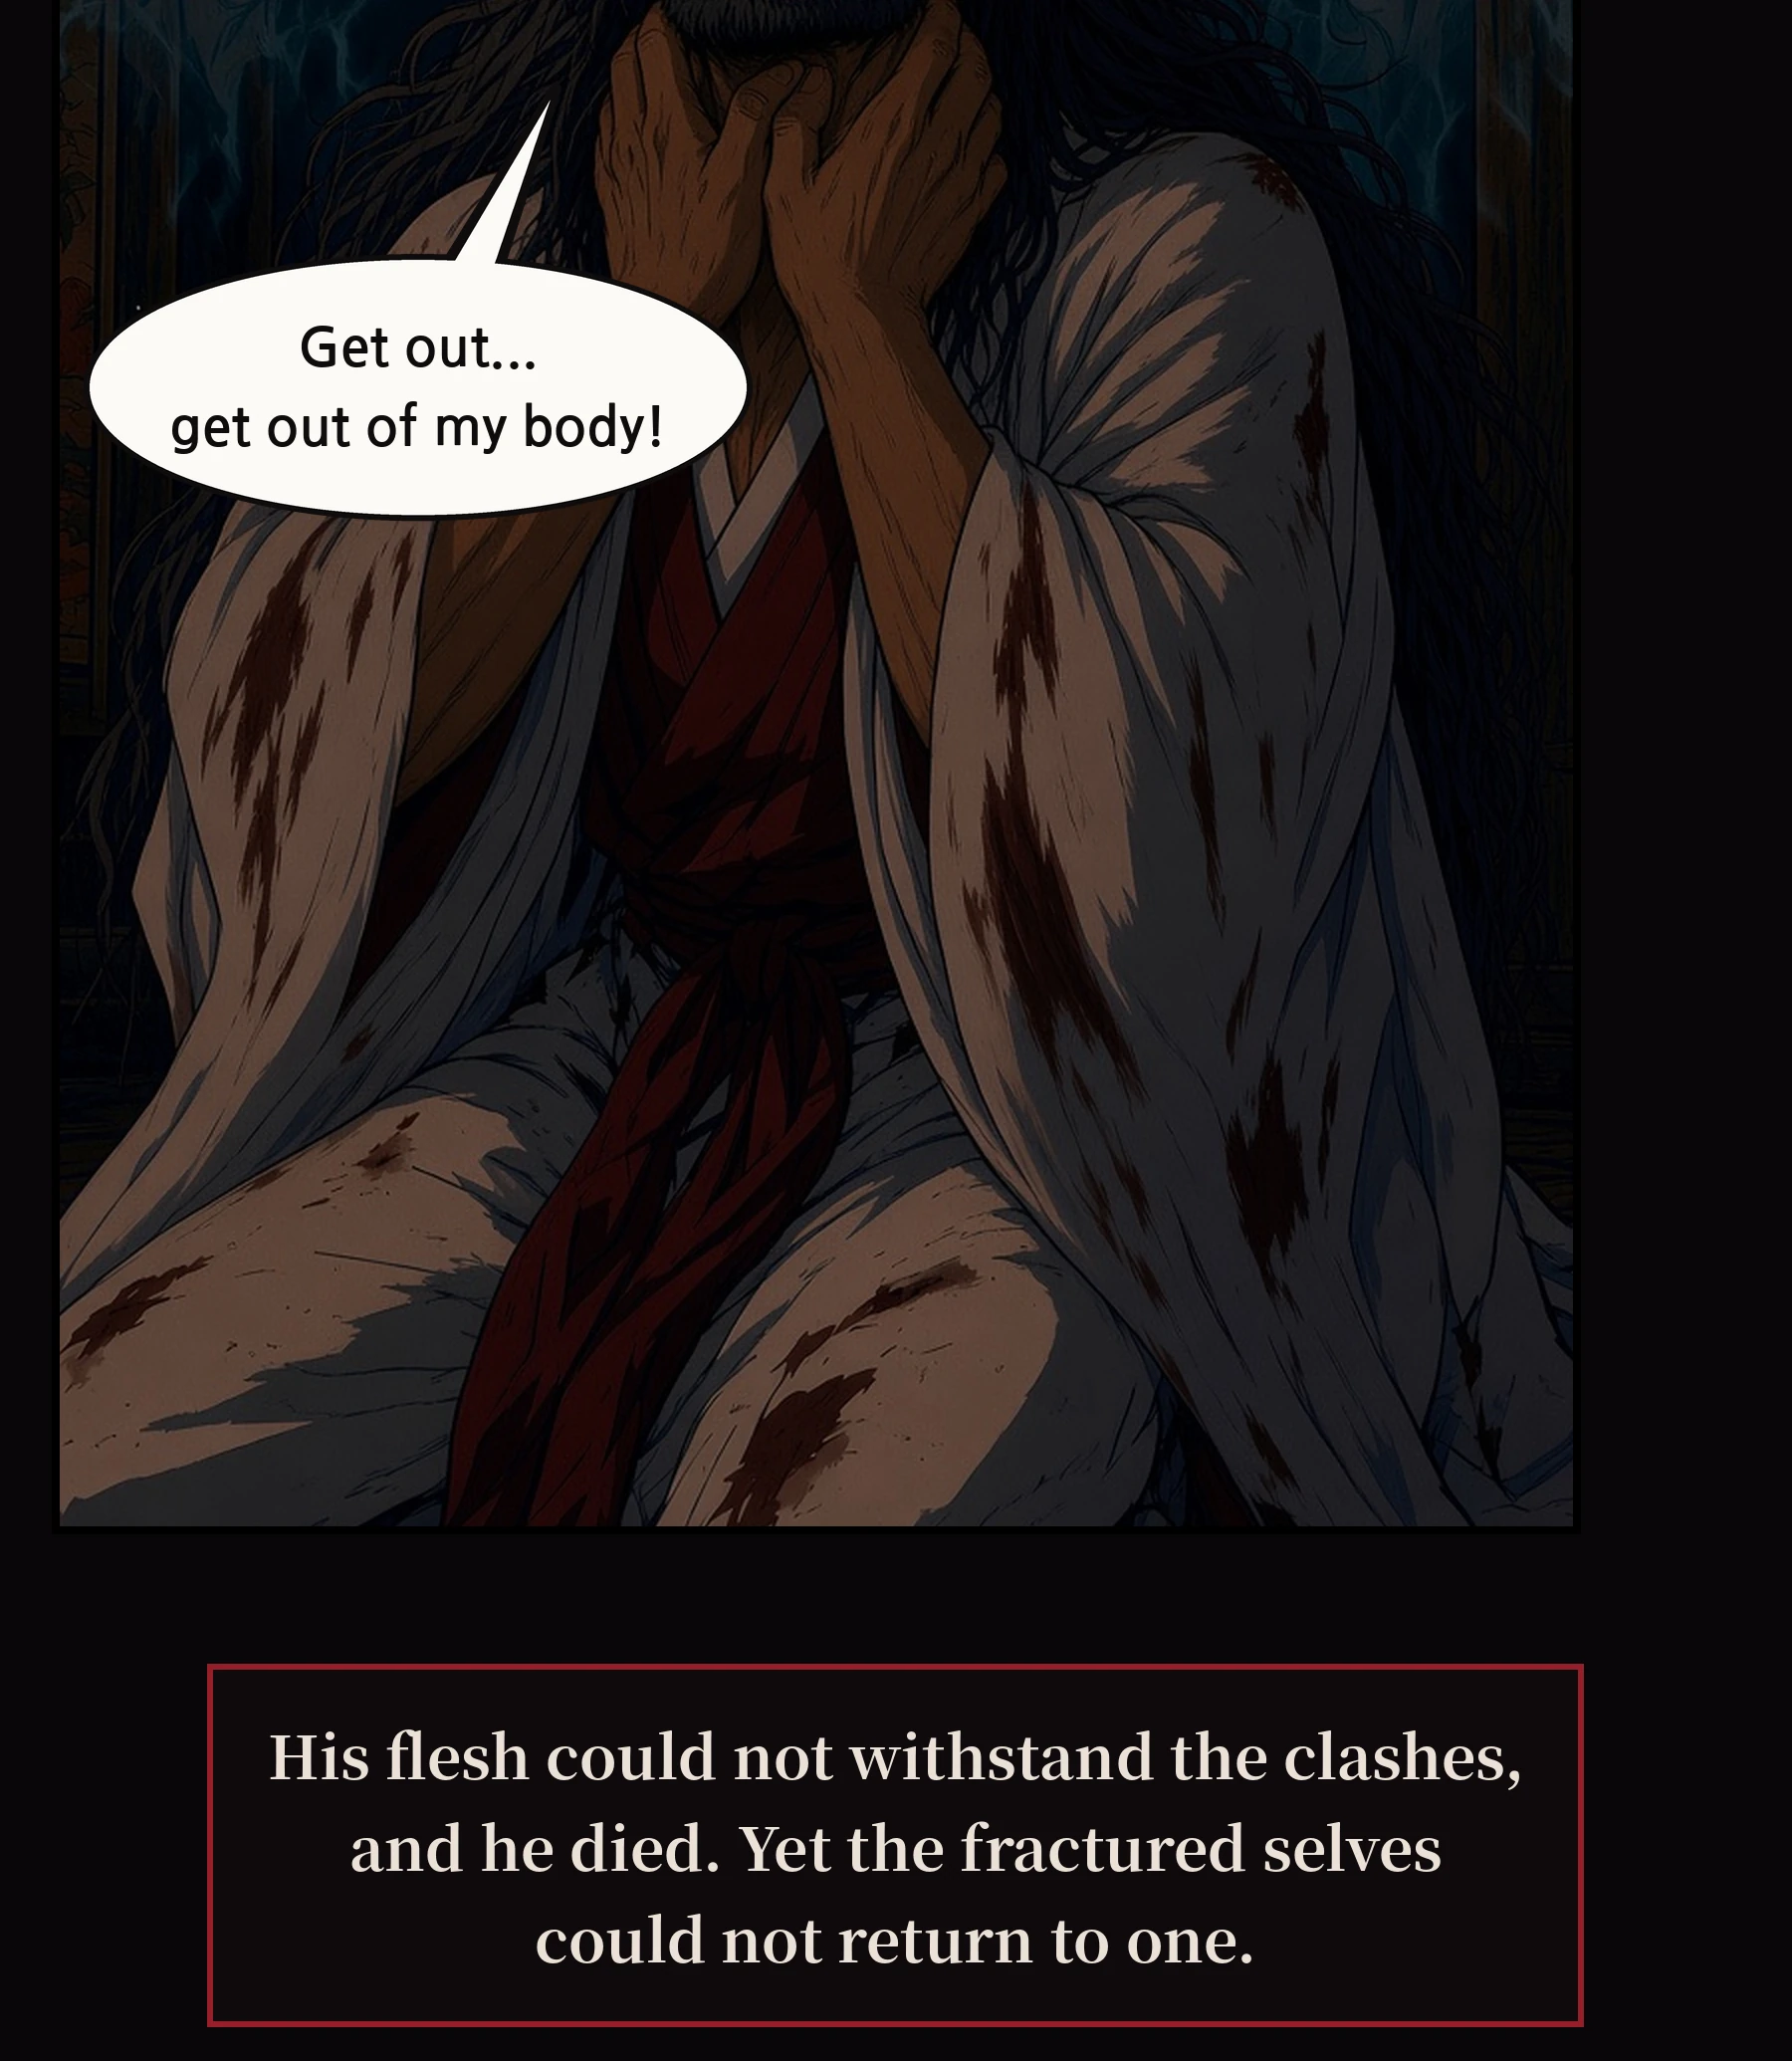 Get out...
get out of my body!
His flesh could not withstand the clashes,
and he died. Yet the fractured selves
could not return to one.